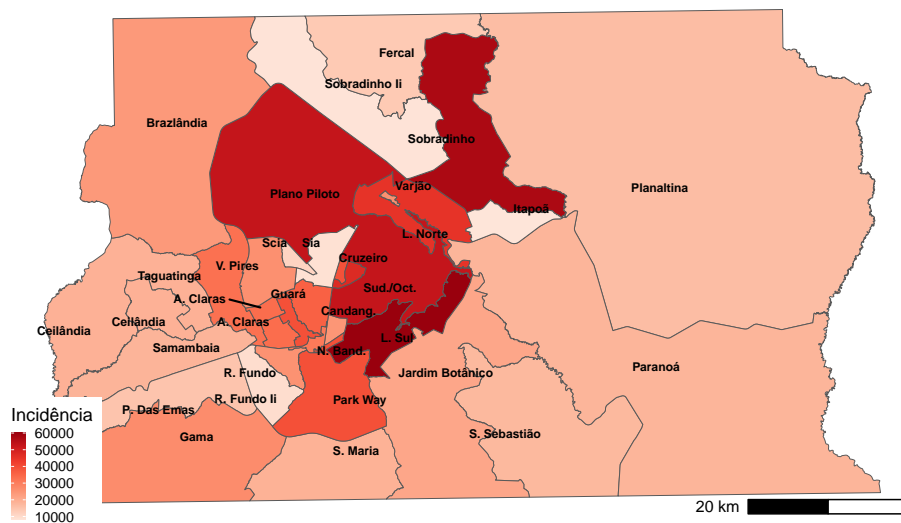 Fercal
Sobradinho Ii
Brazlândia
Sobradinho
Varjão
Planaltina
Plano Piloto
Itapoã
L. Norte
Scia
Sia
Cruzeiro
V. Pires
Taguatinga
Guará
Sud./Oct.
A. Claras
Candang.
Ceilândia
Ceilândia
A. Claras
L. Sul
Samambaia
N. Band.
Paranoá
R. Fundo
Jardim Botânico
R. Fundo Ii
Park Way
P. Das Emas
Gama
S. Sebastião
S. Maria
Incidência
60000
50000
40000
30000
20000
10000
20 km